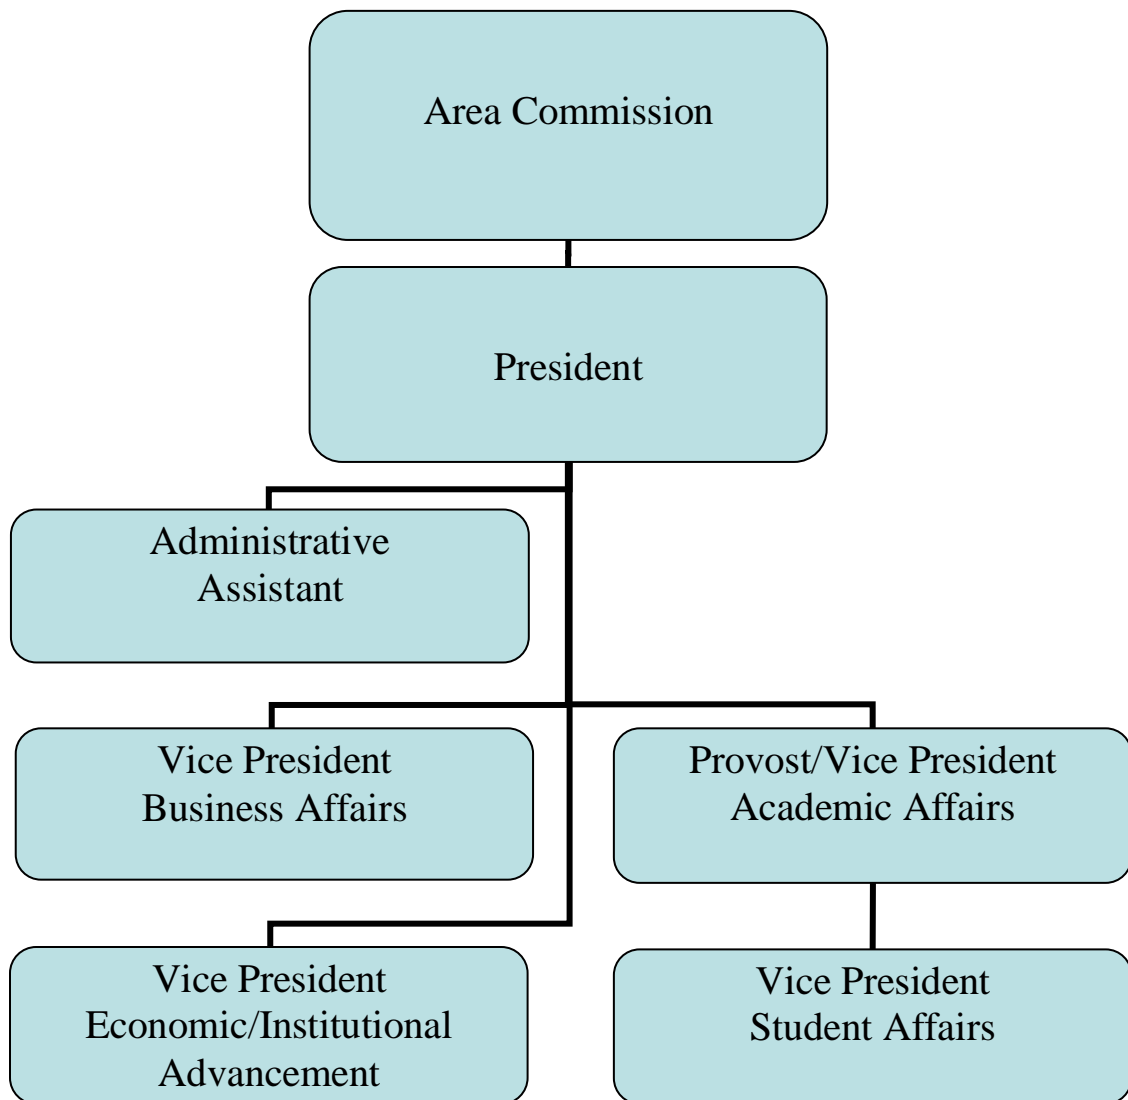 Area Commission
President
Administrative
Assistant
Vice President
Business Affairs
Provost/Vice President
Academic Affairs
Vice President
Economic/Institutional
Advancement
Vice President
Student Affairs